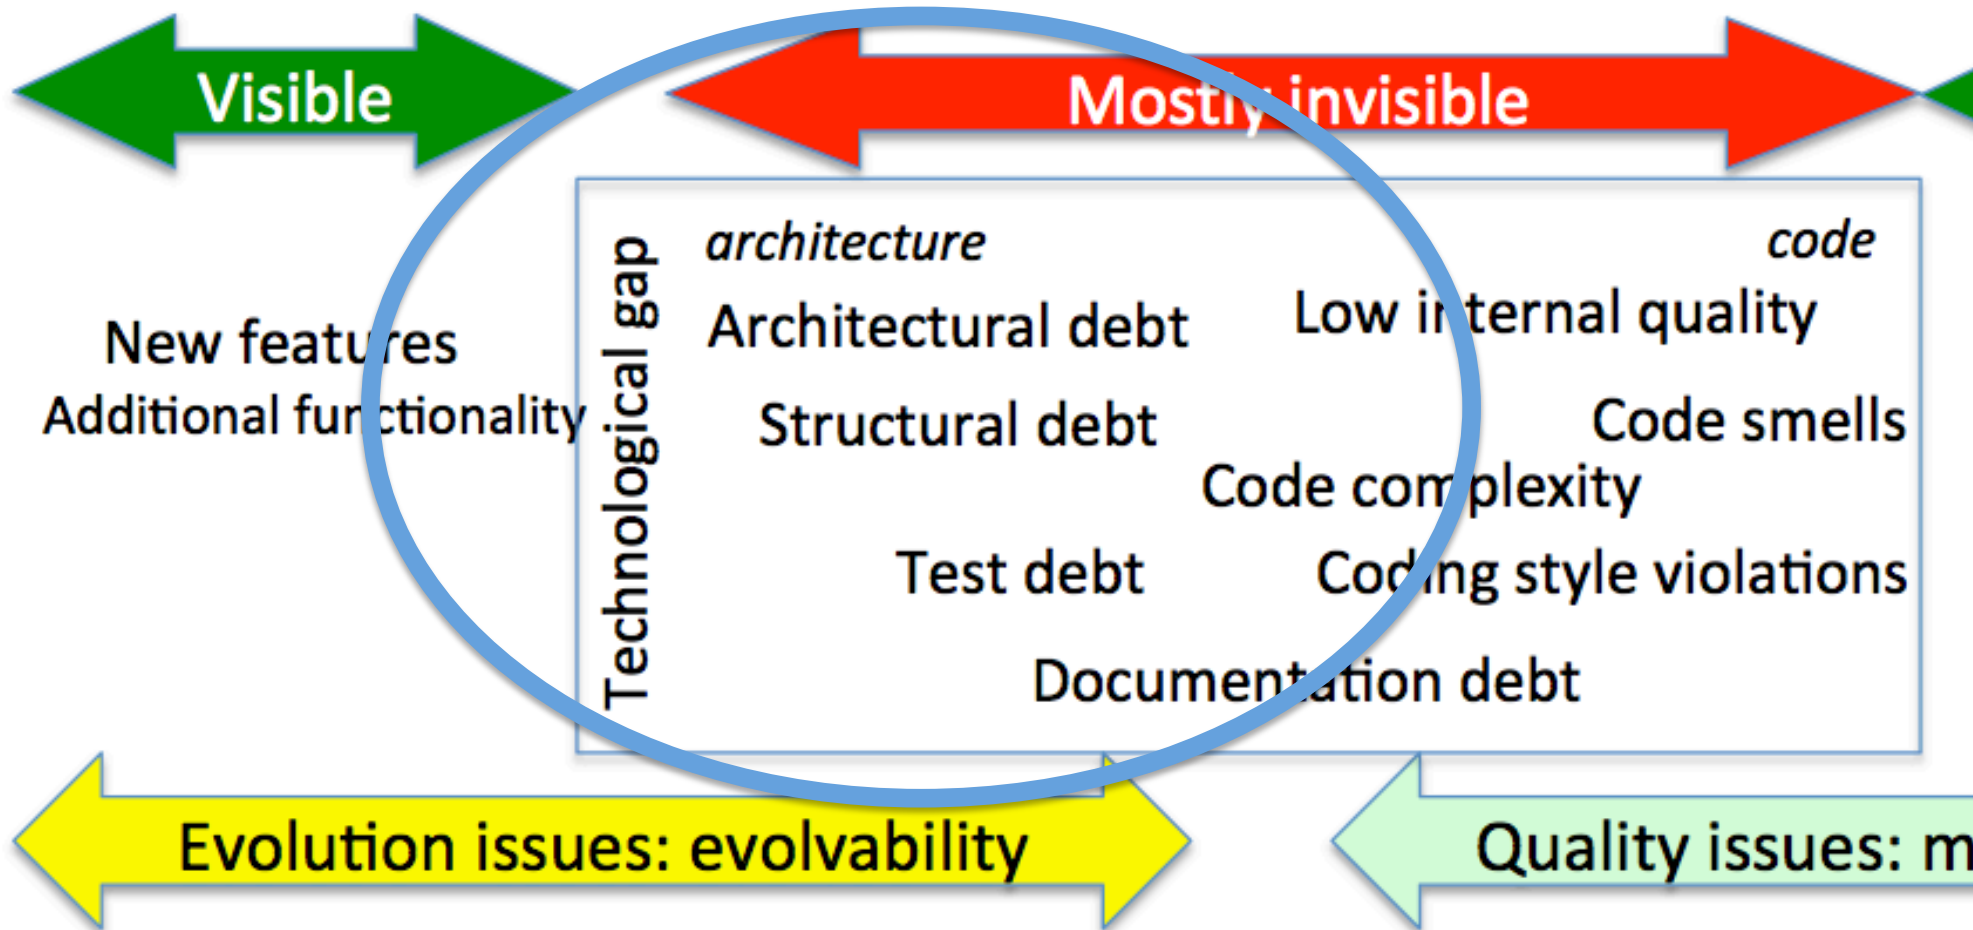 Visible
Mostly invisible
architecture
code
Technological gap
New features
Additional functionality
Architectural debt
Low internal quality
Structural debt
Code smells
Code complexity
Test debt
Coding style violations
Documentation debt
Evolution issues: evolvability
Quality issues: m